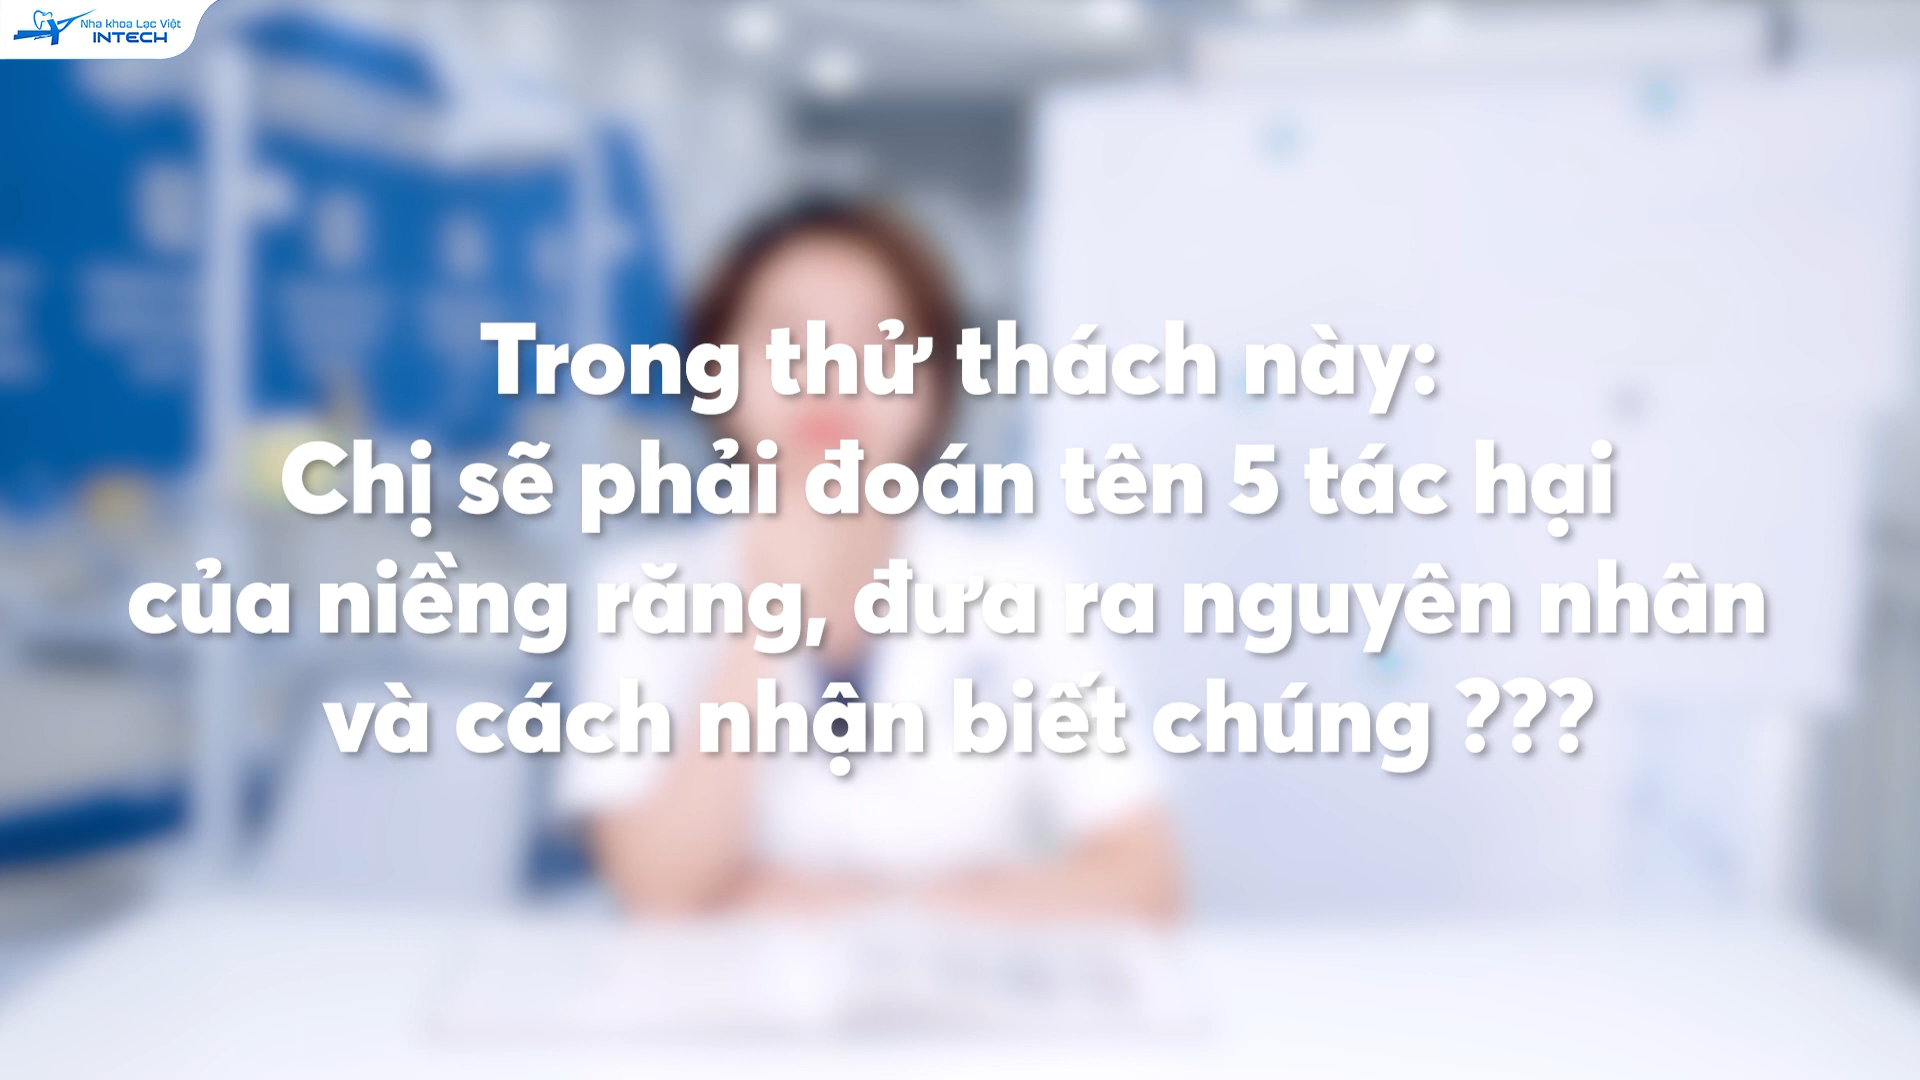 Nha khoa Lạc Việt
INTECH
Trong thử thách này:
Chị sẽ phải đoán tên 5 tác hại
của niềng răng, đưa ra nguyên nhân
và cách nhận biết chúng ???